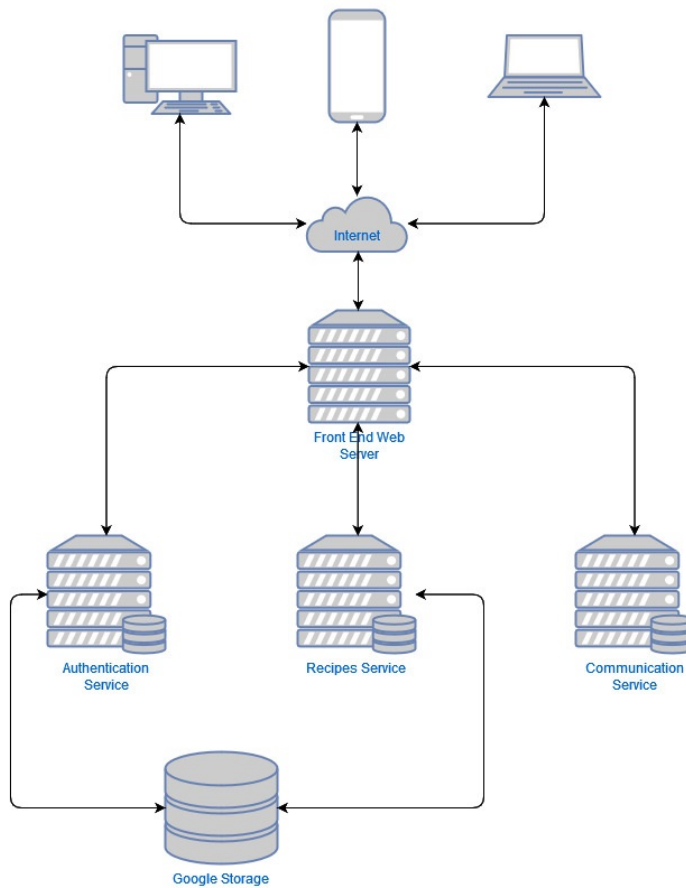 Internet
Front End Web
Server
Authentication
Service
Recipes Service
Communication
Service
Google Storage